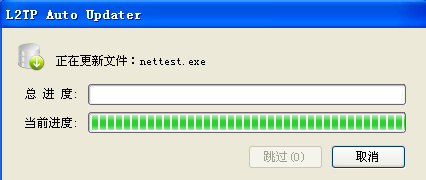 L2TP Auto Updater
正在更新文件：nettest.exe
总 进 度:
当前进度:
跳过(O)
取消